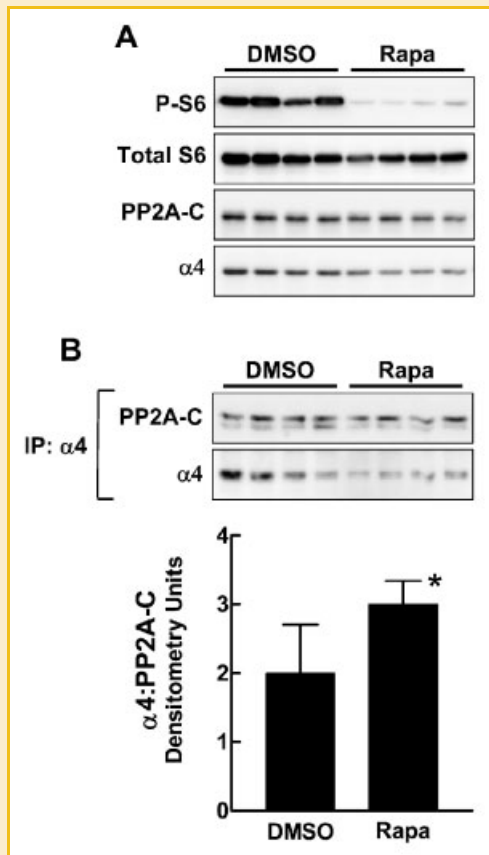 A
DMSO Rapa
P-S6
Total S6
PP2A-C
α4
B
DMSO Rapa
IP: α4
PP2A-C
α4
α4:PP2A-C
Densitometry Units
4
3
2
1
0
*
DMSO Rapa